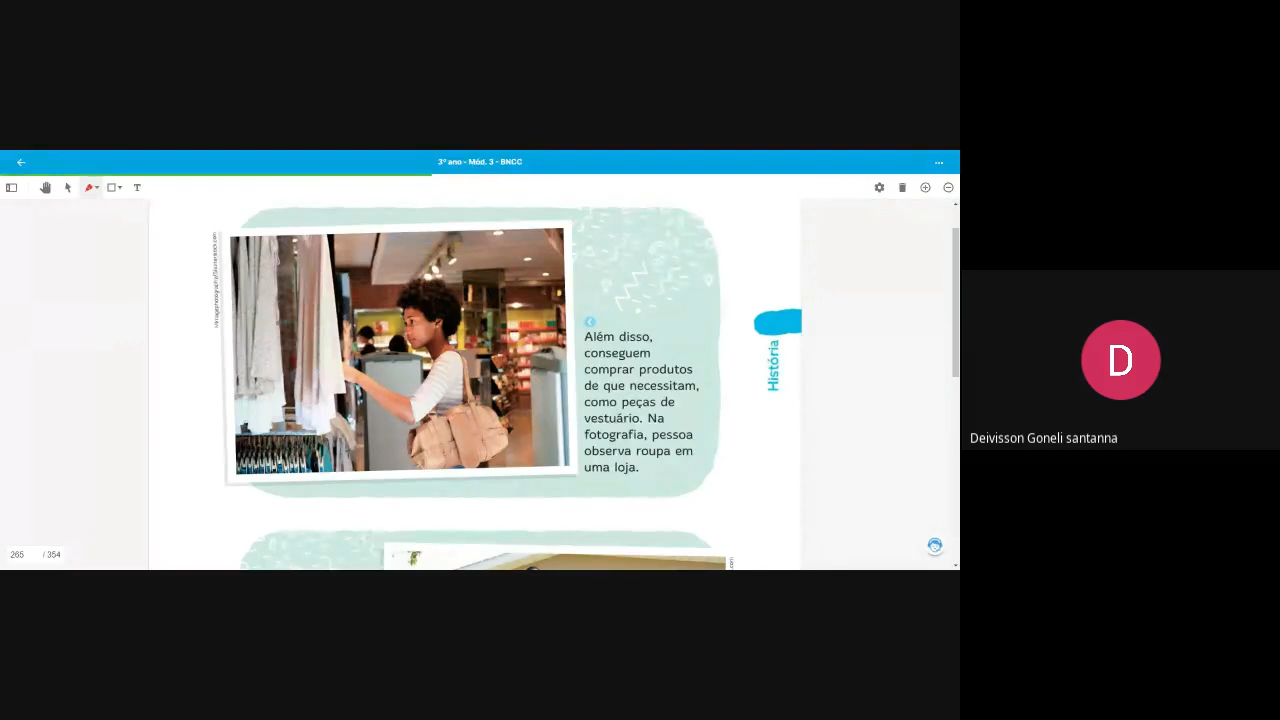 3º ano - Mód. 3 - BNCC
Além disso,
conseguem
comprar produtos
de que necessitam,
como peças de
vestuário. Na
fotografia, pessoa
observa roupa em
uma loja.
História
265 / 354
D
Deivisson Goneli santanna
T